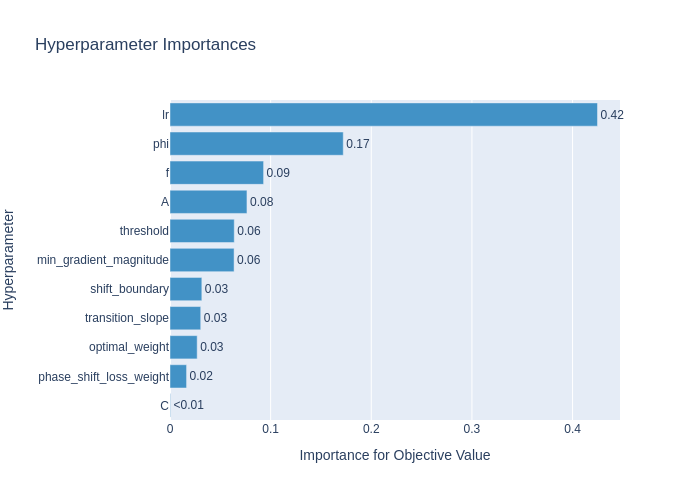 Hyperparameter Importances
Hyperparameter
lr 0.42
phi 0.17
f 0.09
A 0.08
threshold 0.06
min_gradient_magnitude 0.06
shift_boundary 0.03
transition_slope 0.03
optimal_weight 0.03
phase_shift_loss_weight 0.02
C <0.01
0 0.1 0.2 0.3 0.4
Importance for Objective Value